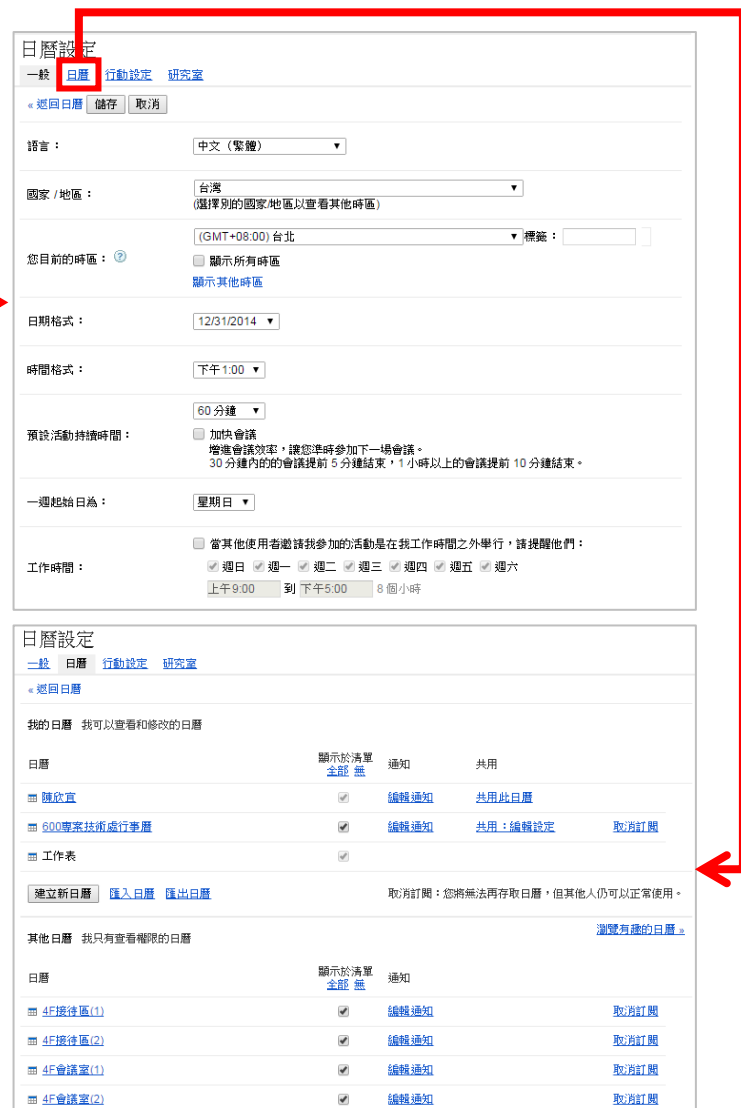 日曆設定
一般 日曆 行動設定 研究室
« 返回日曆 儲存 取消
語言：
中文（繁體）
國家 /地區：
台灣
(選擇別的國家/地區以查看其他時區)
您目前的時區： ?
(GMT+08:00) 台北 標籤：
顯示所有時區
顯示其他時區
日期格式： 12/31/2014
時間格式： 下午1:00
預設活動持續時間：
60 分鐘
加快會議
增進會議效率，讓您準時參加下一場會議。
30 分鐘內的的會議提前 5 分鐘結束，1 小時以上的會議提前 10 分鐘結束。
一週起始日為： 星期日
工作時間：
當其他使用者邀請我參加的活動是在我工作時間之外舉行，請提醒他們：
週日 週一 週二 週三 週四 週五 週六
上午9:00 到 下午5:00 8 個小時
日曆設定
一般 日曆 行動設定 研究室
« 返回日曆
我的日曆 我可以查看和修改的日曆
日曆 顯示於清單 通知 共用
全部 無
陳欣宜 編輯通知 共用此日曆
600專案技術處行事曆 編輯通知 共用：編輯設定 取消訂閱
工作表
建立新日曆 匯入日曆 匯出日曆 取消訂閱：您將無法再存取日曆，但其他人仍可以正常使用。
其他日曆 我只有查看權限的日曆 瀏覽有趣的日曆 »
日曆 顯示於清單 通知
全部 無
4F接待區(1) 編輯通知 取消訂閱
4F接待區(2) 編輯通知 取消訂閱
4F會議室(1) 編輯通知 取消訂閱
4F會議室(2) 編輯通知 取消訂閱